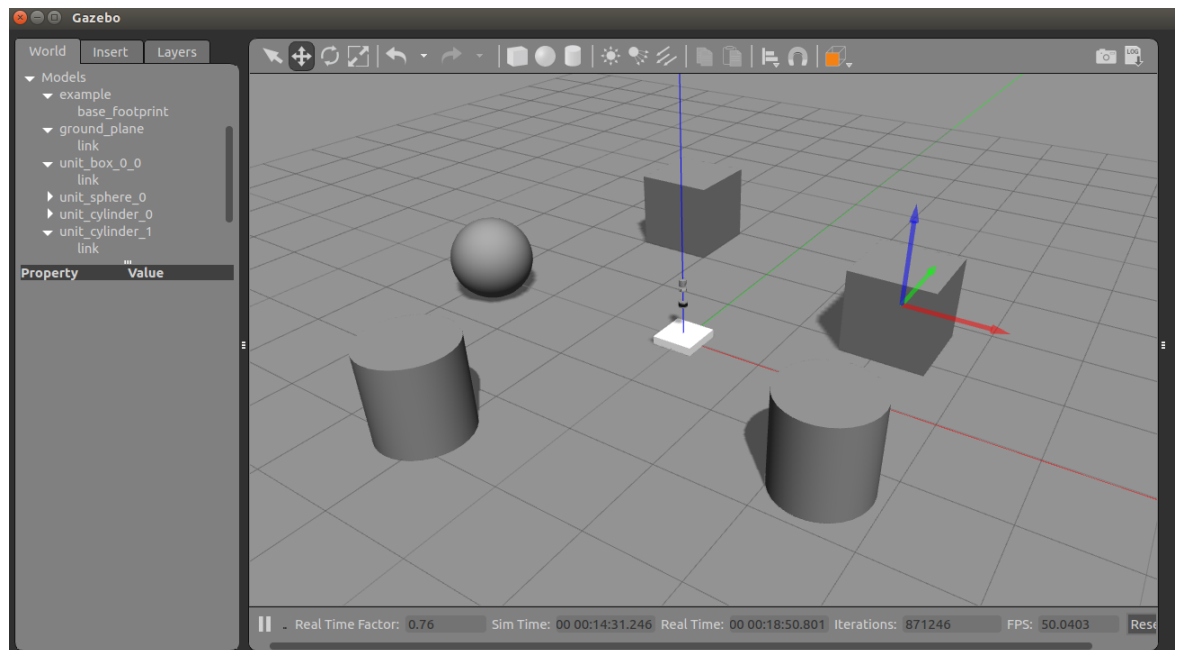 Gazebo
World Insert Layers
Models
example
base_footprint
ground_plane
link
unit_box_0_0
link
unit_sphere_0
unit_cylinder_0
unit_cylinder_1
link
Property Value
LOG
Real Time Factor: 0.76 Sim Time: 00 00:14:31.246 Real Time: 00 00:18:50.801 Iterations: 871246 FPS: 50.0403 Rese